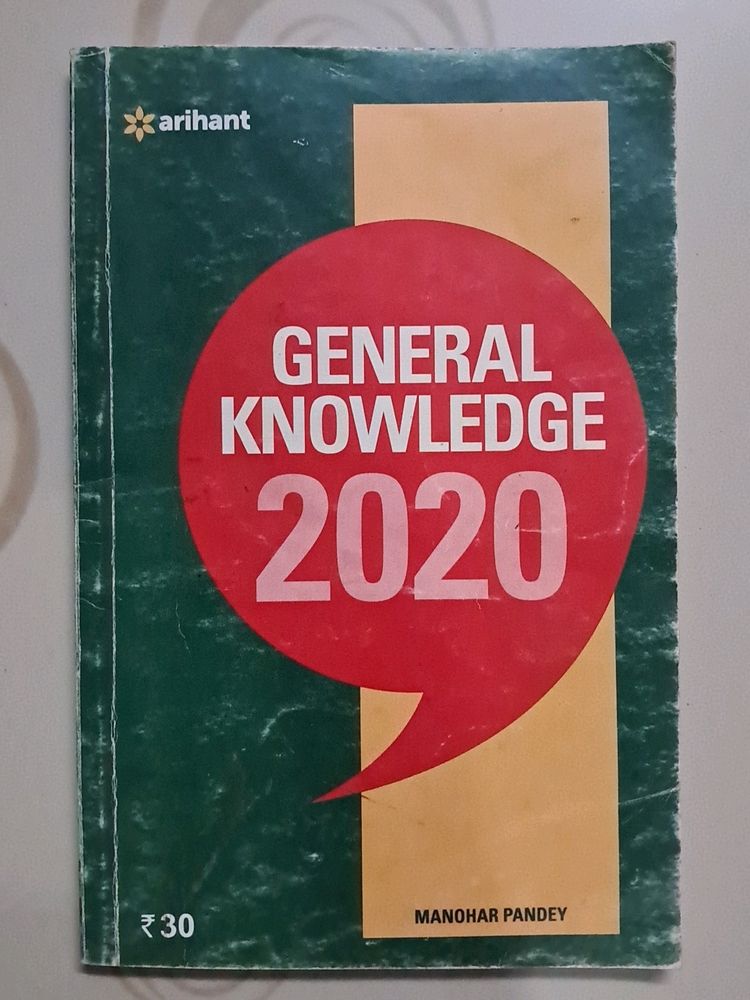 arihant
GENERAL
KNOWLEDGE
2020
₹30
MANOHAR PANDEY